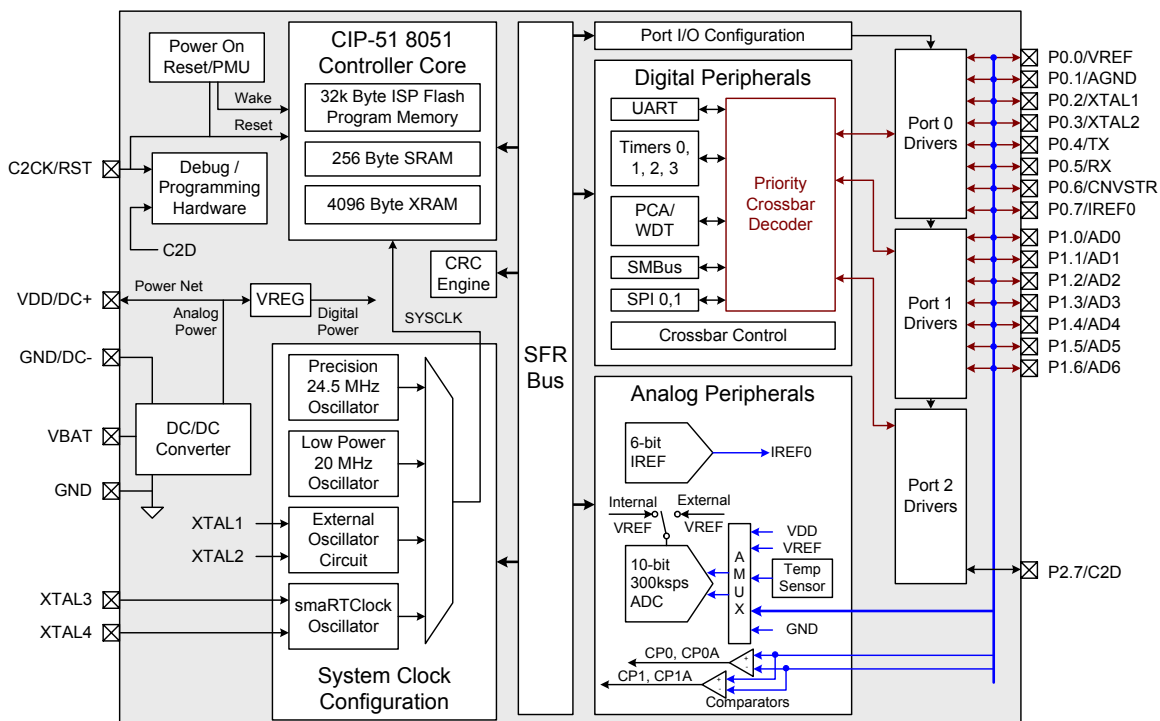 Power On
Reset/PMU
Wake
Reset
C2CK/RST
Debug /
Programming
Hardware
C2D
CIP-51 8051
Controller Core
32k Byte ISP Flash
Program Memory
256 Byte SRAM
4096 Byte XRAM
CRC
Engine
VDD/DC+
Power Net
Analog
Power
VREG
Digital
Power
SYSCLK
GND/DC-
VBAT
DC/DC
Converter
GND
XTAL1
XTAL2
XTAL3
XTAL4
Precision
24.5 MHz
Oscillator
Low Power
20 MHz
Oscillator
External
Oscillator
Circuit
smaRTClock
Oscillator
System Clock
Configuration
SFR
Bus
Port I/O Configuration
Digital Peripherals
UART
Timers 0,
1, 2, 3
PCA/
WDT
SMBus
SPI 0,1
Priority
Crossbar
Decoder
Crossbar Control
Analog Peripherals
6-bit
IREF
IREF0
Internal
VREF
External
VREF
10-bit
300ksps
ADC
A
M
U
X
VDD
VREF
Temp
Sensor
GND
CP0, CP0A
+
-
CP1, CP1A
+
-
Comparators
Port 0
Drivers
Port 1
Drivers
Port 2
Drivers
P0.0/VREF
P0.1/AGND
P0.2/XTAL1
P0.3/XTAL2
P0.4/TX
P0.5/RX
P0.6/CNVSTR
P0.7/IREF0
P1.0/AD0
P1.1/AD1
P1.2/AD2
P1.3/AD3
P1.4/AD4
P1.5/AD5
P1.6/AD6
P2.7/C2D